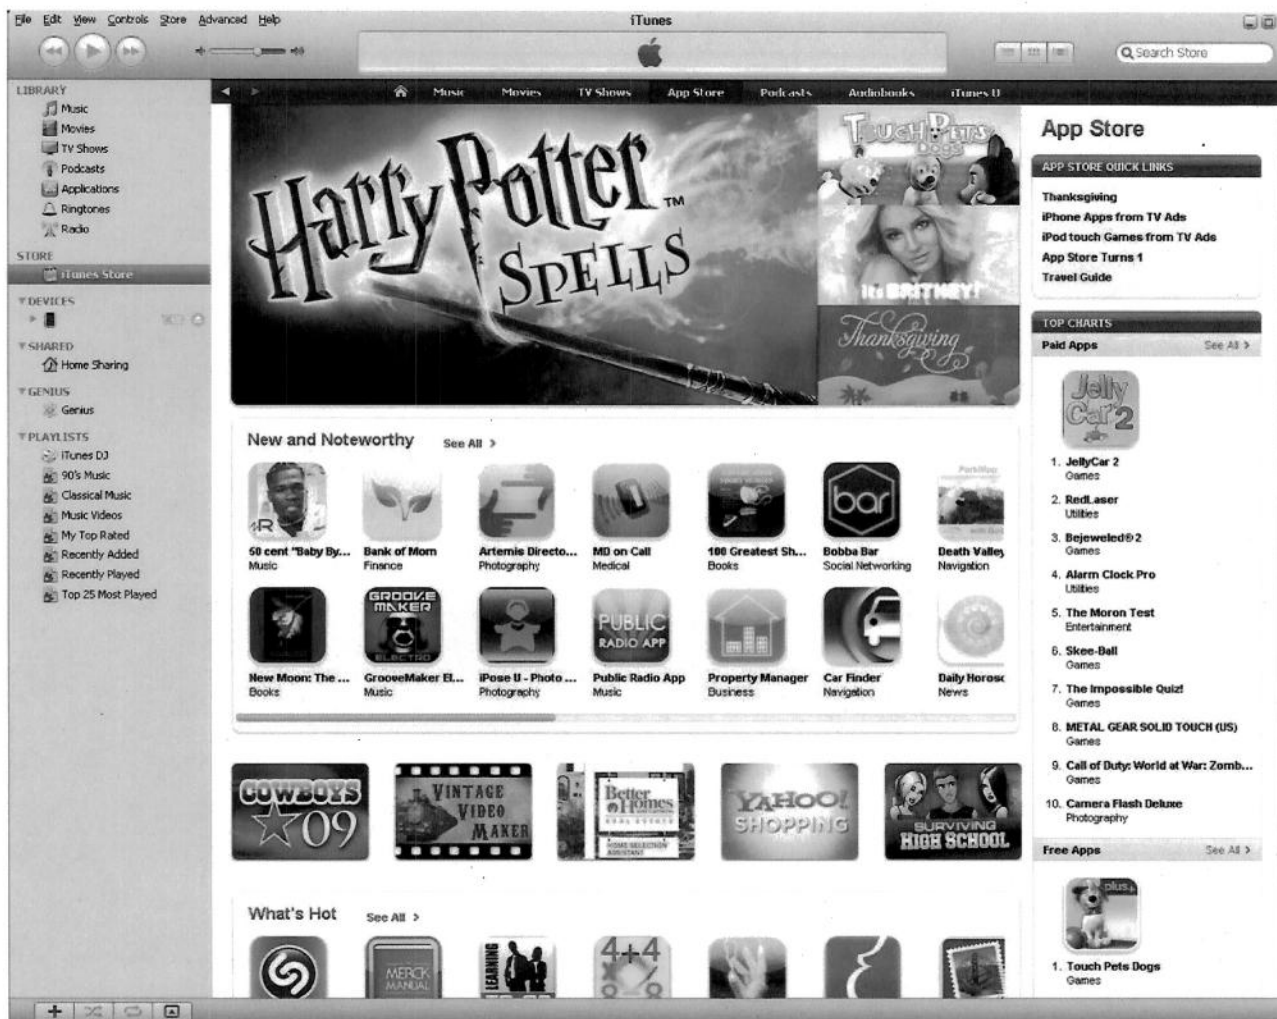 File Edit View Controls Store Advanced Help
iTunes
Search Store
LIBRARY
Music
Movies
TV Shows
Podcasts
Applications
Ringtones
Radio
STORE
iTunes Store
DEVICES
SHARED
Home Sharing
GENIUS
Genius
PLAYLISTS
iTunes DJ
90's Music
Classical Music
Music Videos
My Top Rated
Recently Added
Recently Played
Top 25 Most Played
Music Movies TV Shows App Store Podcasts Audiobooks iTunes U
Harry Potter™
SPELLS
TOUCH PETS
Dogs
its BRITNEY!
Thanksgiving
New and Noteworthy See All >
bar
50 cent "Baby By... Bank of Mom Artemis Directo... MD on Call 100 Greatest Sh... Bobba Bar Death Valley
Music Finance Photography Medical Books Social Networking Navigation
GROOVE
MAKER
ELECTRO
PUBLIC
RADIO APP
New Moon: The ... GrooveMaker El... iPose U - Photo ... Public Radio App Property Manager Car Finder Daily Horosc
Books Music Photography Music Business Navigation News
COWBOYS
09
VINTAGE
VIDEO
MAKER
Better
Homes
REAL ESTATE
HOME SELECTION
ASSISTANT
YAHOO!
SHOPPING
SURVIVING
HIGH SCHOOL
What's Hot See All >
MERCK
MANUAL
LEARNING
4+4
App Store
APP STORE QUICK LINKS
Thanksgiving
iPhone Apps from TV Ads
iPod touch Games from TV Ads
App Store Turns 1
Travel Guide
TOP CHARTS
Paid Apps See All >
Jelly
Car 2
1. JellyCar 2
Games
2. RedLaser
Utilities
3. Bejeweled® 2
Games
4. Alarm Clock Pro
Utilities
5. The Moron Test
Entertainment
6. Skee-Ball
Games
7. The Impossible Quiz!
Games
8. METAL GEAR SOLID TOUCH (US)
Games
9. Call of Duty: World at War: Zomb...
Games
10. Camera Flash Deluxe
Photography
Free Apps See All >
plus+
1. Touch Pets Dogs
Games